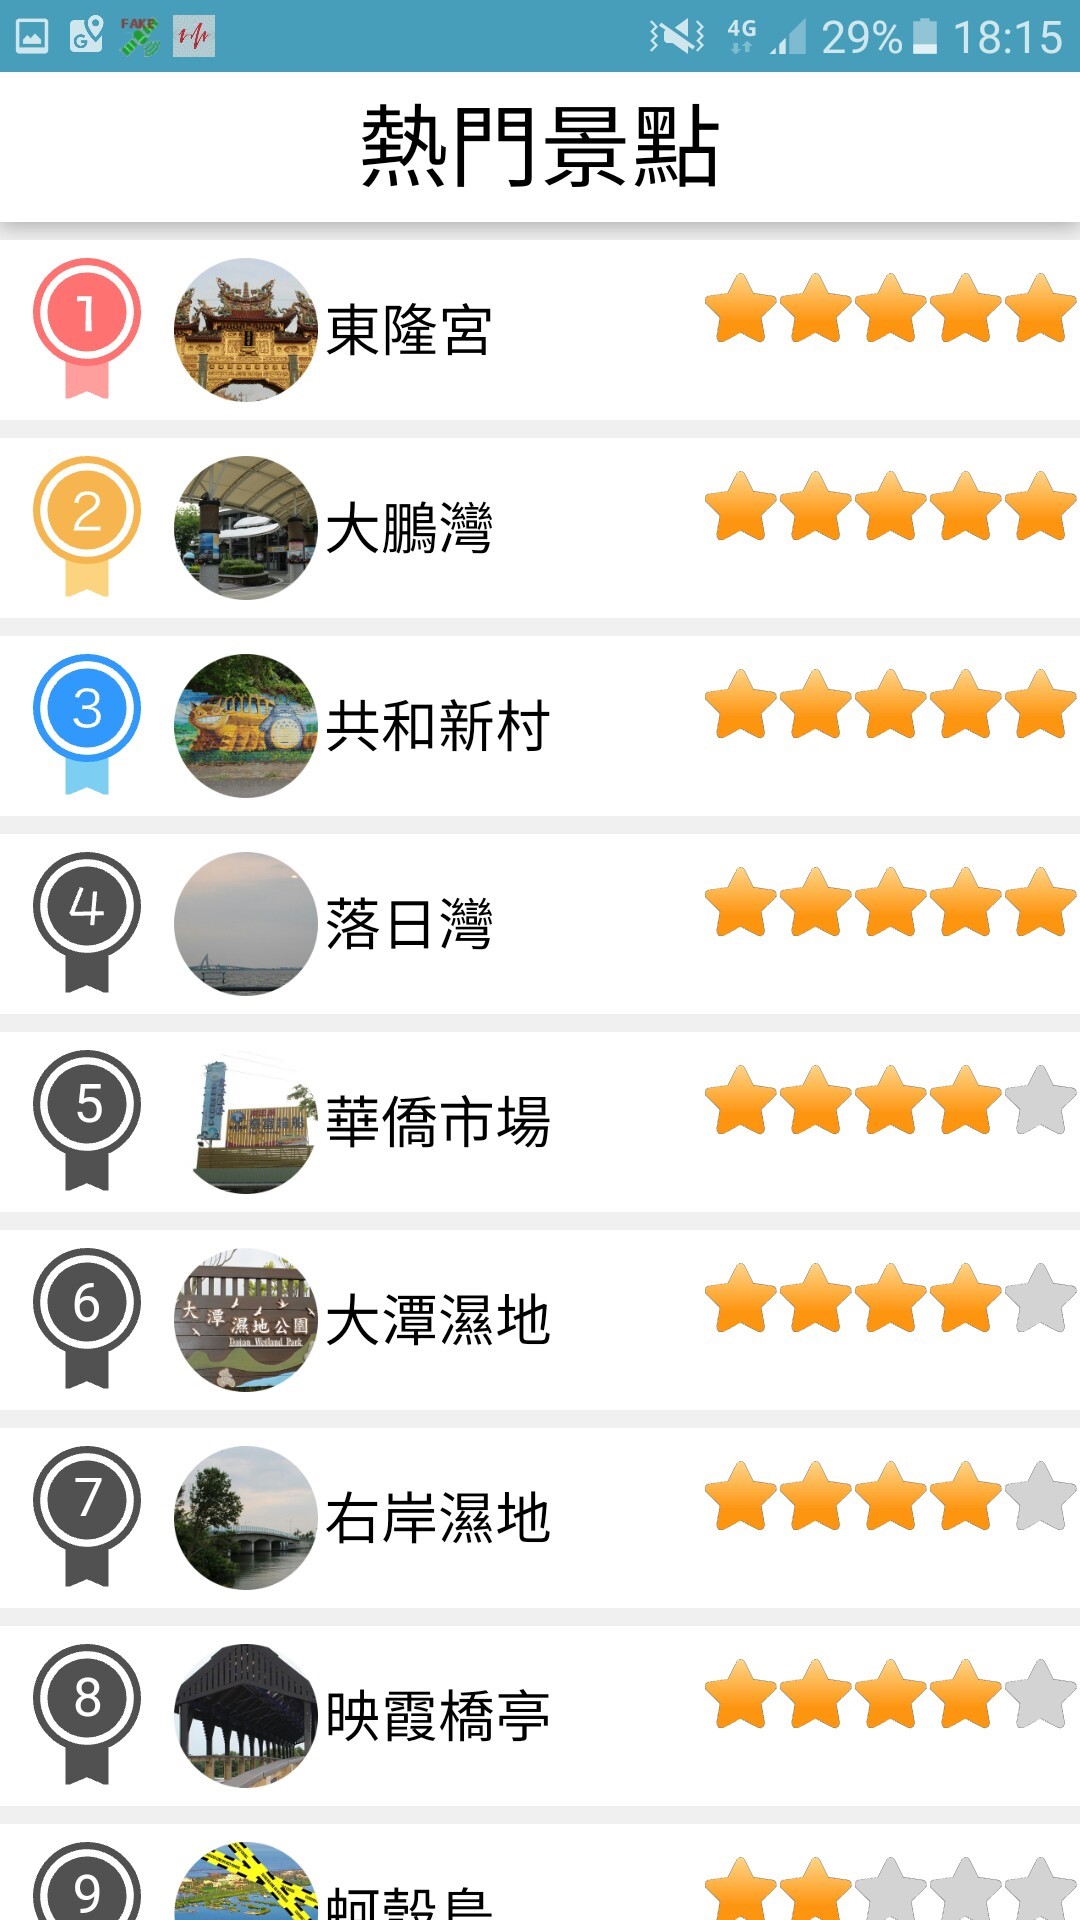 FAKE
4G 29% 18:15
熱門景點
1 東隆宮
2 大鵬灣
3 共和新村
4 落日灣
5 華僑市場
6 大潭濕地
大潭濕地公園
Datan Wetland Park
7 右岸濕地
8 映霞橋亭
9 蚵殼島